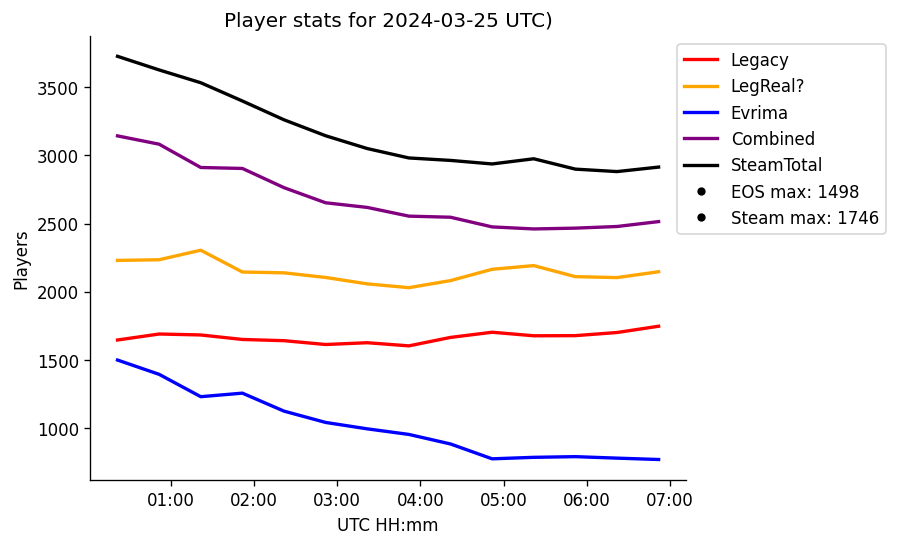 Player stats for 2024-03-25 UTC)
Legacy
LegReal?
Evrima
Combined
SteamTotal
EOS max: 1498
Steam max: 1746
Players
3500
3000
2500
2000
1500
1000
01:00 02:00 03:00 04:00 05:00 06:00 07:00
UTC HH:mm